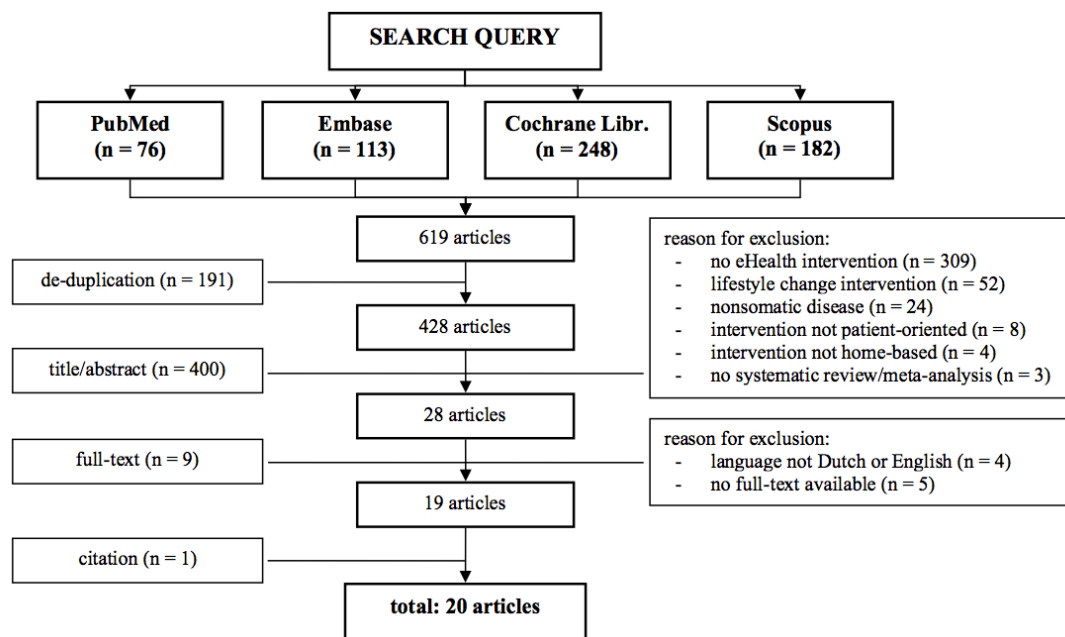 SEARCH QUERY
PubMed
(n = 76)
Embase
(n = 113)
Cochrane Libr.
(n = 248)
Scopus
(n = 182)
619 articles
de-duplication (n = 191)
428 articles
reason for exclusion:
- no eHealth intervention (n = 309)
- lifestyle change intervention (n = 52)
- nonsomatic disease (n = 24)
- intervention not patient-oriented (n = 8)
- intervention not home-based (n = 4)
- no systematic review/meta-analysis (n = 3)
title/abstract (n = 400)
28 articles
full-text (n = 9)
reason for exclusion:
- language not Dutch or English (n = 4)
- no full-text available (n = 5)
19 articles
citation (n = 1)
total: 20 articles